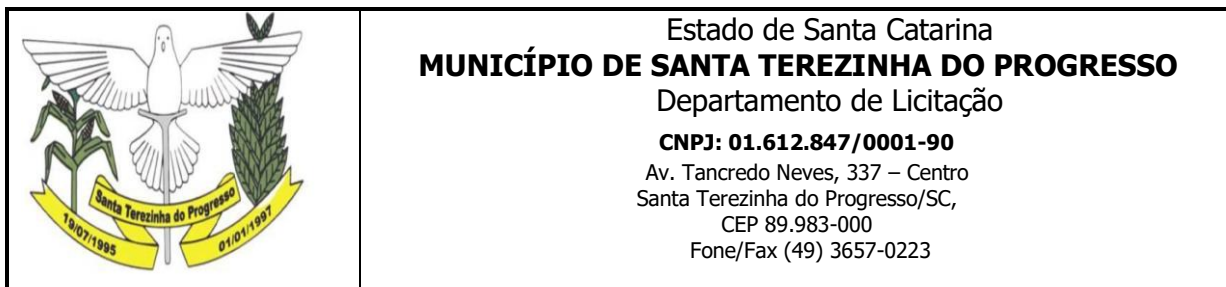 Santa Terezinha do Progresso
19/07/1995
01/01/1997
Estado de Santa Catarina
MUNICÍPIO DE SANTA TEREZINHA DO PROGRESSO
Departamento de Licitação
CNPJ: 01.612.847/0001-90
Av. Tancredo Neves, 337 – Centro
Santa Terezinha do Progresso/SC,
CEP 89.983-000
Fone/Fax (49) 3657-0223